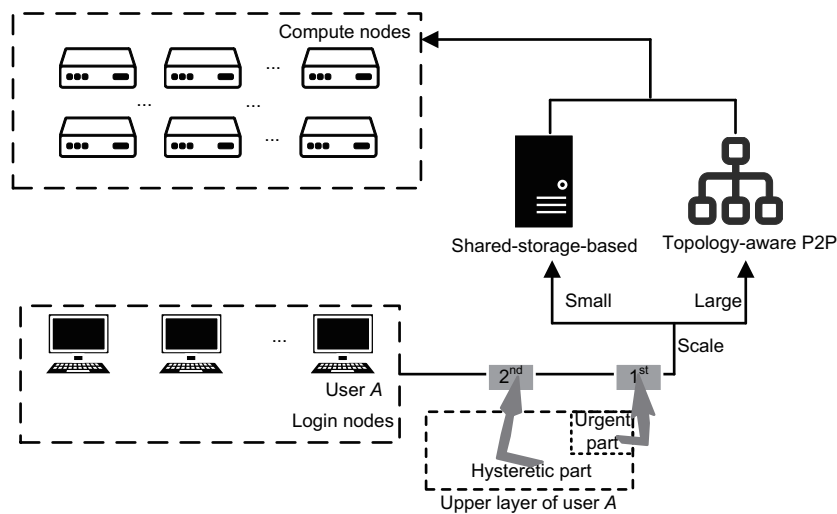 Compute nodes
...
... ...
...
Shared-storage-based
Topology-aware P2P
Small
Large
Scale
...
User A
Login nodes
2nd
1st
Urgent
part
Hysteretic part
Upper layer of user A